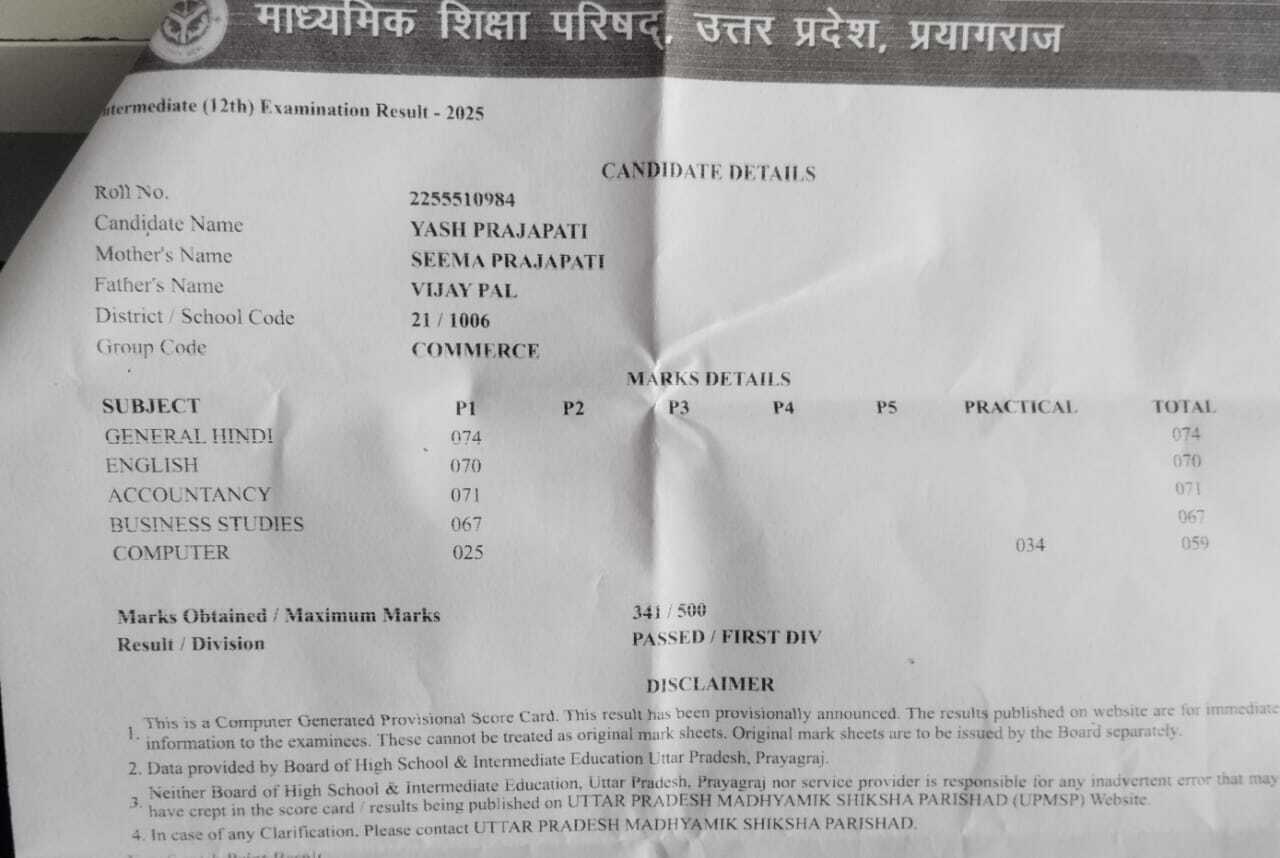 माध्यमिक शिक्षा परिषद्, उत्तर प्रदेश, प्रयागराज
ntermediate (12th) Examination Result - 2025
CANDIDATE DETAILS
Roll No. 2255510984
Candidate Name YASH PRAJAPATI
Mother's Name SEEMA PRAJAPATI
Father's Name VIJAY PAL
District / School Code 21 / 1006
Group Code COMMERCE
MARKS DETAILS
SUBJECT P1 P2 P3 P4 P5 PRACTICAL TOTAL
GENERAL HINDI 074 074
ENGLISH 070 070
ACCOUNTANCY 071 071
BUSINESS STUDIES 067 067
COMPUTER 025 034 059
Marks Obtained / Maximum Marks 341 / 500
Result / Division PASSED / FIRST DIV
DISCLAIMER
1. This is a Computer Generated Provisional Score Card. This result has been provisionally announced. The results published on website are for immediate
information to the examinees. These cannot be treated as original mark sheets. Original mark sheets are to be issued by the Board separately.
2. Data provided by Board of High School & Intermediate Education Uttar Pradesh, Prayagraj.
3. Neither Board of High School & Intermediate Education, Uttar Pradesh, Prayagraj nor service provider is responsible for any inadvertent error that may
have crept in the score card / results being published on UTTAR PRADESH MADHYAMIK SHIKSHA PARISHAD (UPMSP) Website.
4. In case of any Clarification, Please contact UTTAR PRADESH MADHYAMIK SHIKSHA PARISHAD.